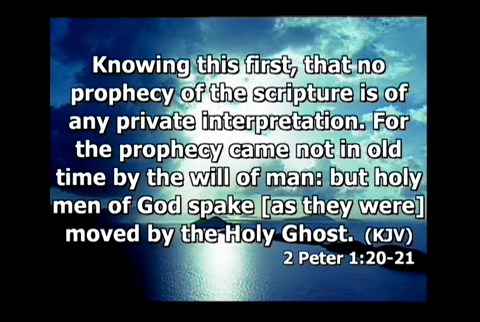 Knowing this first, that no
prophecy of the scripture is of
any private interpretation. For
the prophecy came not in old
time by the will of man: but holy
men of God spake [as they were]
moved by the Holy Ghost. (KJV)
2 Peter 1:20-21